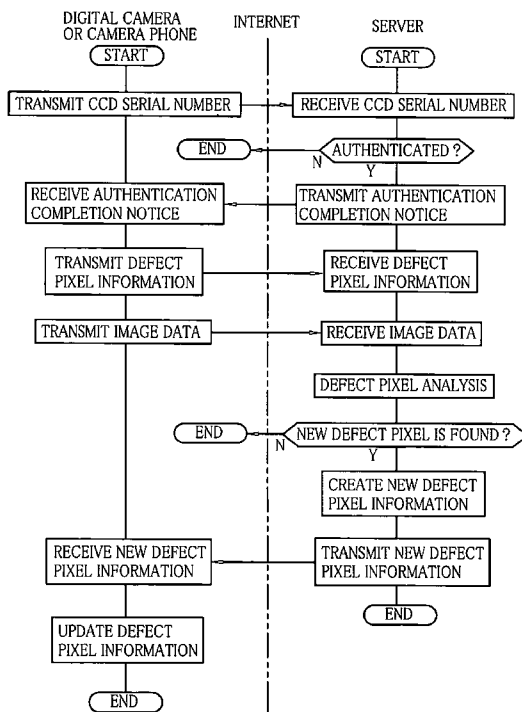 DIGITAL CAMERA
OR CAMERA PHONE
INTERNET
SERVER
START
START
TRANSMIT CCD SERIAL NUMBER
RECEIVE CCD SERIAL NUMBER
END
N
AUTHENTICATED ?
Y
RECEIVE AUTHENTICATION
COMPLETION NOTICE
TRANSMIT AUTHENTICATION
COMPLETION NOTICE
TRANSMIT DEFECT
PIXEL INFORMATION
RECEIVE DEFECT
PIXEL INFORMATION
TRANSMIT IMAGE DATA
RECEIVE IMAGE DATA
DEFECT PIXEL ANALYSIS
END
N
NEW DEFECT PIXEL IS FOUND ?
Y
CREATE NEW DEFECT
PIXEL INFORMATION
RECEIVE NEW DEFECT
PIXEL INFORMATION
TRANSMIT NEW DEFECT
PIXEL INFORMATION
END
UPDATE DEFECT
PIXEL INFORMATION
END